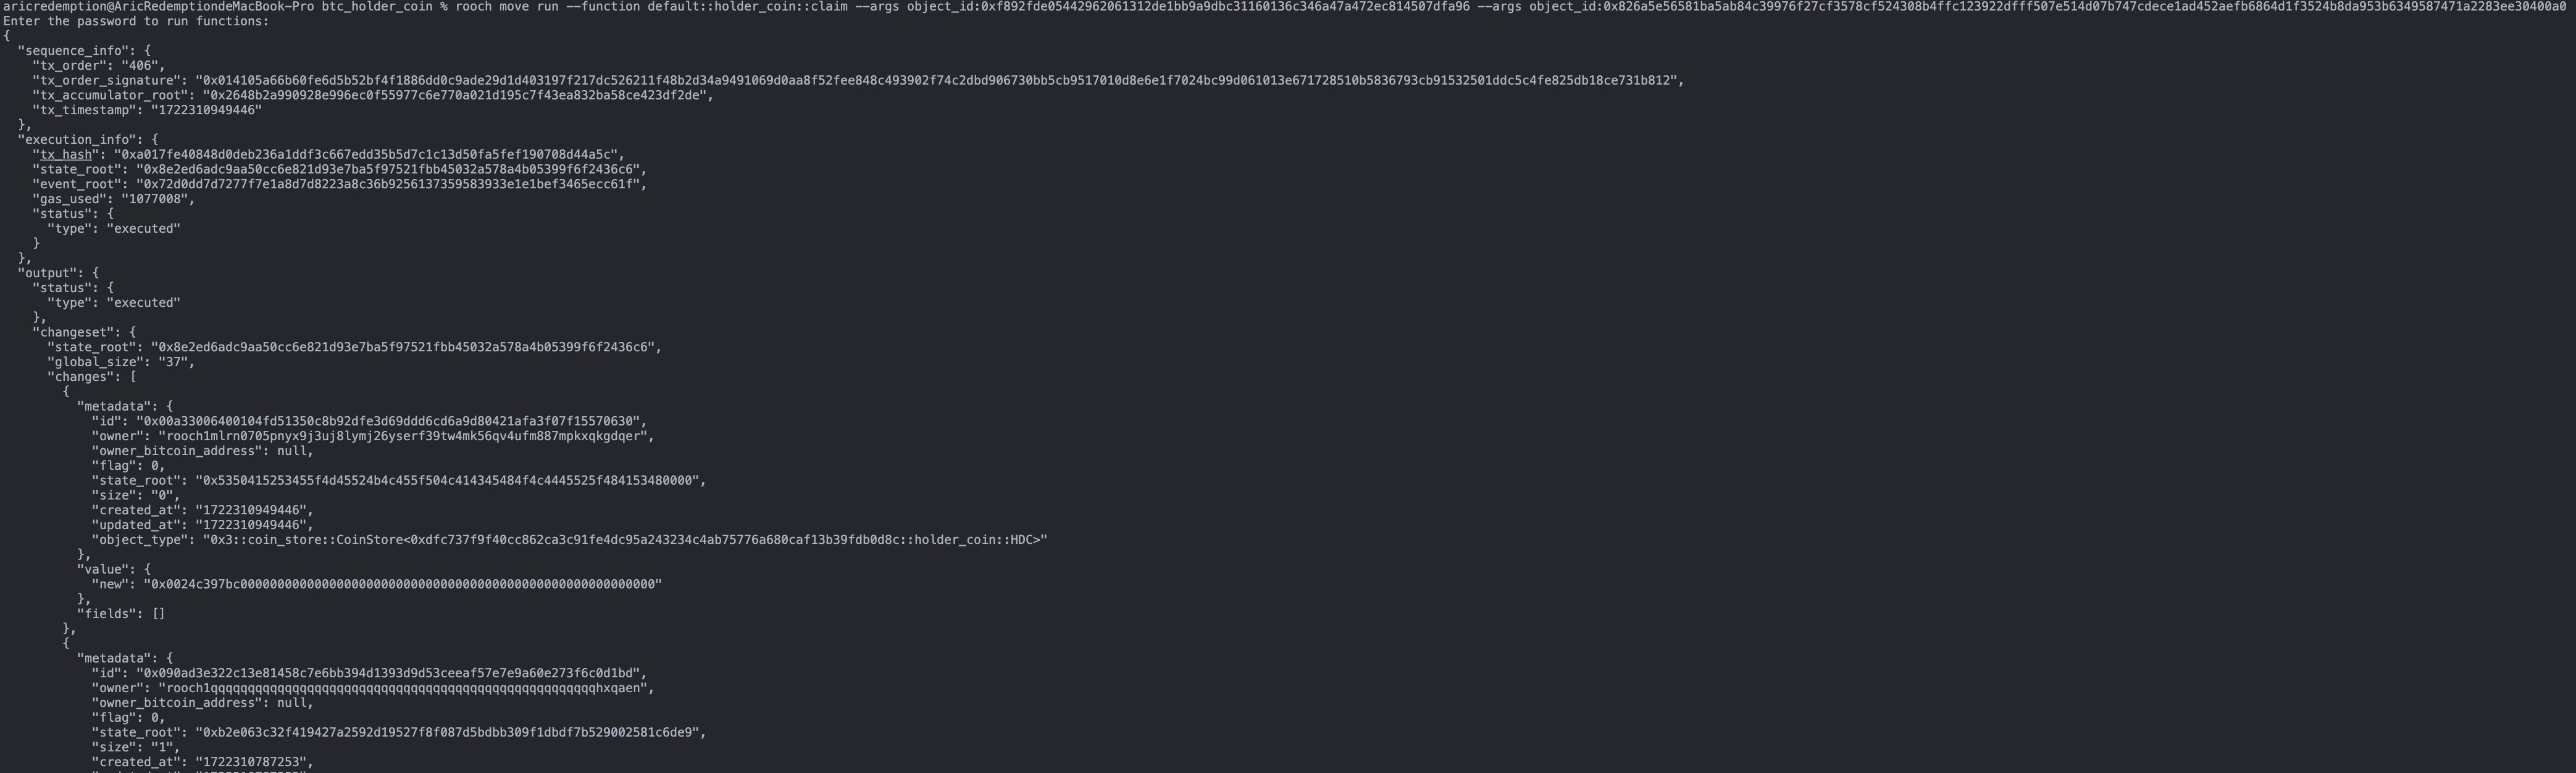 aricredemption@AricRedemptiondeMacBook-Pro btc_holder_coin % rooch move run --function default::holder_coin::claim --args object_id:0xf892fde05442962061312de1bb9a9dbc31160136c346a47a472ec814507dfa96 --args object_id:0x826a5e56581ba5ab84c39976f27cf3578cf524308b4ffc123922dfff507e514d07b747cdece1ad452aefb6864d1f3524b8da953b6349587471a2283ee30400a0
Enter the password to run functions:
{
  "sequence_info": {
    "tx_order": "406",
    "tx_order_signature": "0x014105a66b60fe6d5b52bf4f1886dd0c9ade29d1d403197f217dc526211f48b2d34a9491069d0aa8f52fee848c493902f74c2dbd906730bb5cb9517010d8e6e1f7024bc99d061013e671728510b5836793cb91532501ddc5c4fe825db18ce731b812",
    "tx_accumulator_root": "0x2648b2a990928e996ec0f55977c6e770a021d195c7f43ea832ba58ce423df2de",
    "tx_timestamp": "1722310949446"
  },
  "execution_info": {
    "tx_hash": "0xa017fe40848d0deb236a1ddf3c667edd35b5d7c1c13d50fa5fef190708d44a5c",
    "state_root": "0x8e2ed6adc9aa50cc6e821d93e7ba5f97521fbb45032a578a4b05399f6f2436c6",
    "event_root": "0x72d0dd7d7277f7e1a8d7d8223a8c36b9256137359583933e1e1bef3465ecc61f",
    "gas_used": "1077008",
    "status": {
      "type": "executed"
    }
  },
  "output": {
    "status": {
      "type": "executed"
    },
    "changeset": {
      "state_root": "0x8e2ed6adc9aa50cc6e821d93e7ba5f97521fbb45032a578a4b05399f6f2436c6",
      "global_size": "37",
      "changes": [
        {
          "metadata": {
            "id": "0x00a33006400104fd51350c8b92dfe3d69ddd6cd6a9d80421afa3f07f15570630",
            "owner": "rooch1mlrn0705pnyx9j3uj8lymj26yserf39tw4mk56qv4ufm887mpkxqkgdqer",
            "owner_bitcoin_address": null,
            "flag": 0,
            "state_root": "0x5350415253455f4d45524b4c455f504c414345484f4c4445525f484153480000",
            "size": "0",
            "created_at": "1722310949446",
            "updated_at": "1722310949446",
            "object_type": "0x3::coin_store::CoinStore<0xdfc737f9f40cc862ca3c91fe4dc95a243234c4ab75776a680caf13b39fdb0d8c::holder_coin::HDC>"
          },
          "value": {
            "new": "0x0024c397bc00000000000000000000000000000000000000000000000000000000"
          },
          "fields": []
        },
        {
          "metadata": {
            "id": "0x090ad3e322c13e81458c7e6bb394d1393d9d53ceeaf57e7e9a60e273f6c0d1bd",
            "owner": "rooch1qqqqqqqqqqqqqqqqqqqqqqqqqqqqqqqqqqqqqqqqqqqqqqqqqqqqqhxqaen",
            "owner_bitcoin_address": null,
            "flag": 0,
            "state_root": "0xb2e063c32f419427a2592d19527f8f087d5bdbb309f1dbdf7b529002581c6de9",
            "size": "1",
            "created_at": "1722310787253",